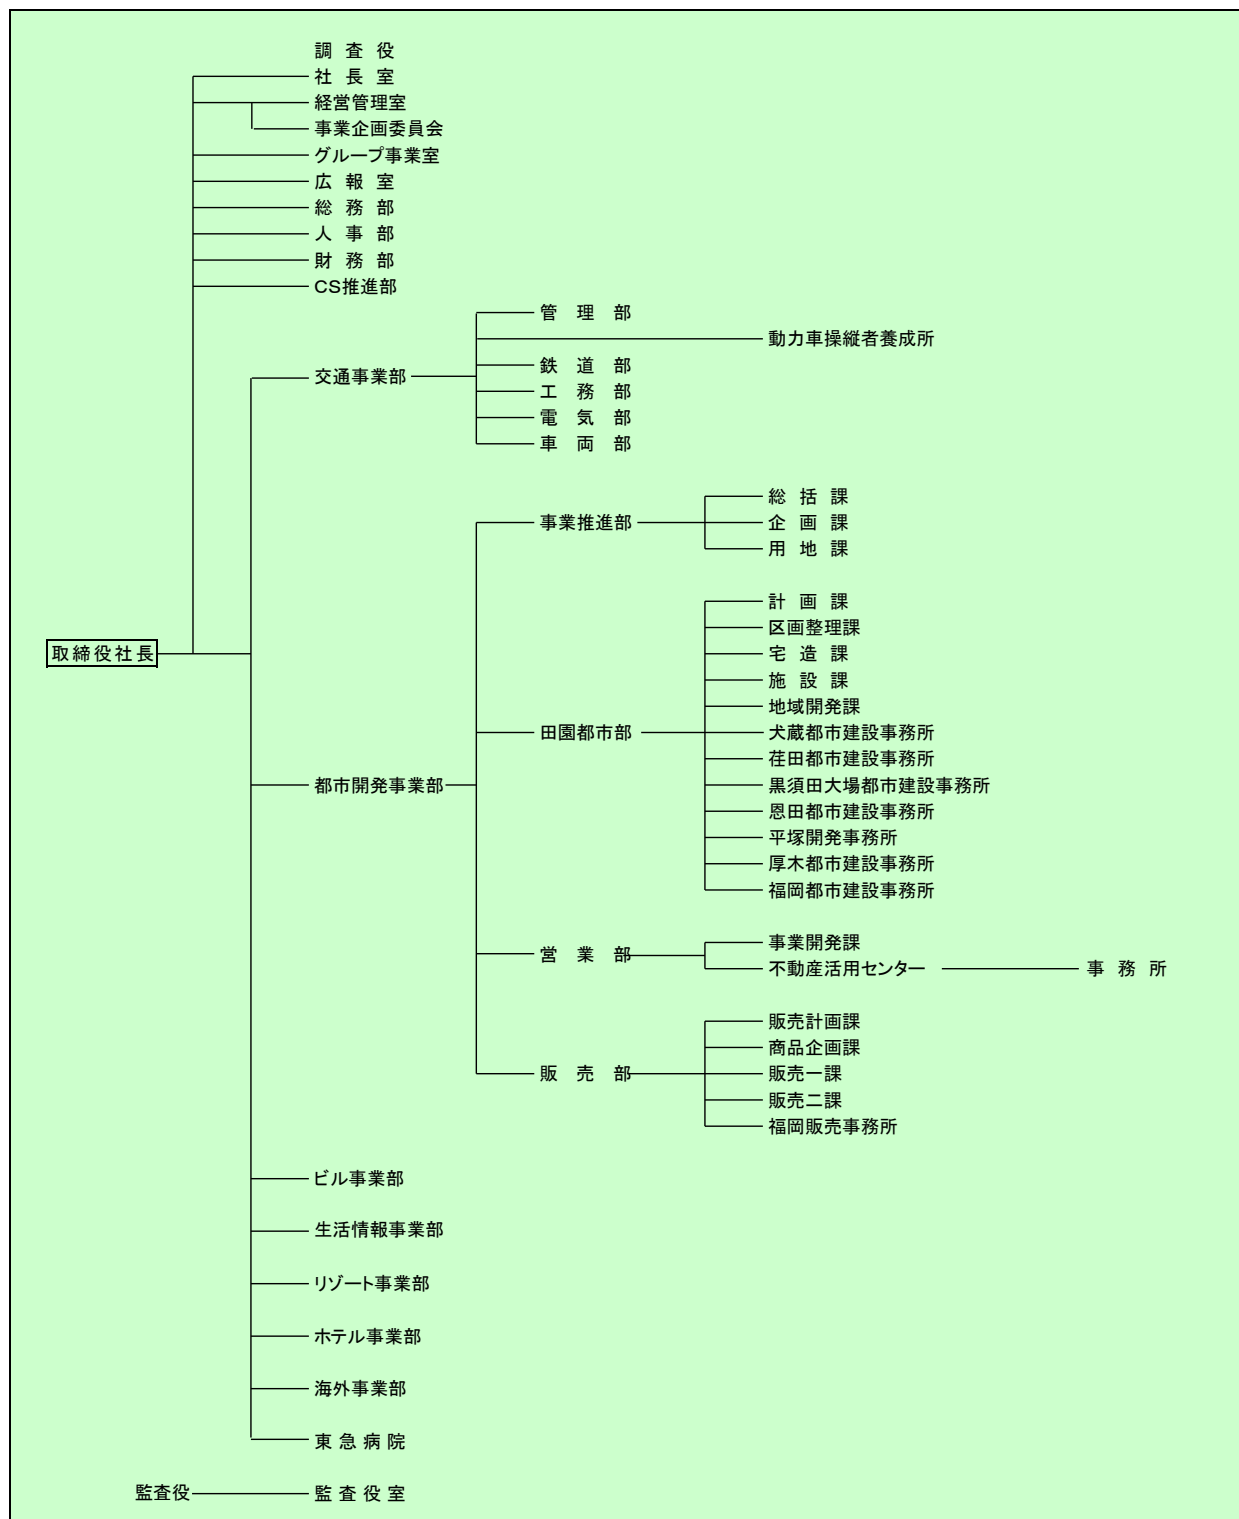 調査役
社長室
経営管理室
事業企画委員会
グループ事業室
広報室
総務部
人事部
財務部
CS推進部
管理部
動力車操縦者養成所
鉄道部
交通事業部
工務部
電気部
車両部
総括課
事業推進部
企画課
用地課
計画課
区画整理課
取締役社長
宅造課
施設課
地域開発課
田園都市部
犬蔵都市建設事務所
荏田都市建設事務所
都市開発事業部
黒須田大場都市建設事務所
恩田都市建設事務所
平塚開発事務所
厚木都市建設事務所
福岡都市建設事務所
事業開発課
営業部
不動産活用センター
事務所
販売計画課
商品企画課
販売部
販売一課
販売二課
福岡販売事務所
ビル事業部
生活情報事業部
リゾート事業部
ホテル事業部
海外事業部
東急病院
監査役
監査役室